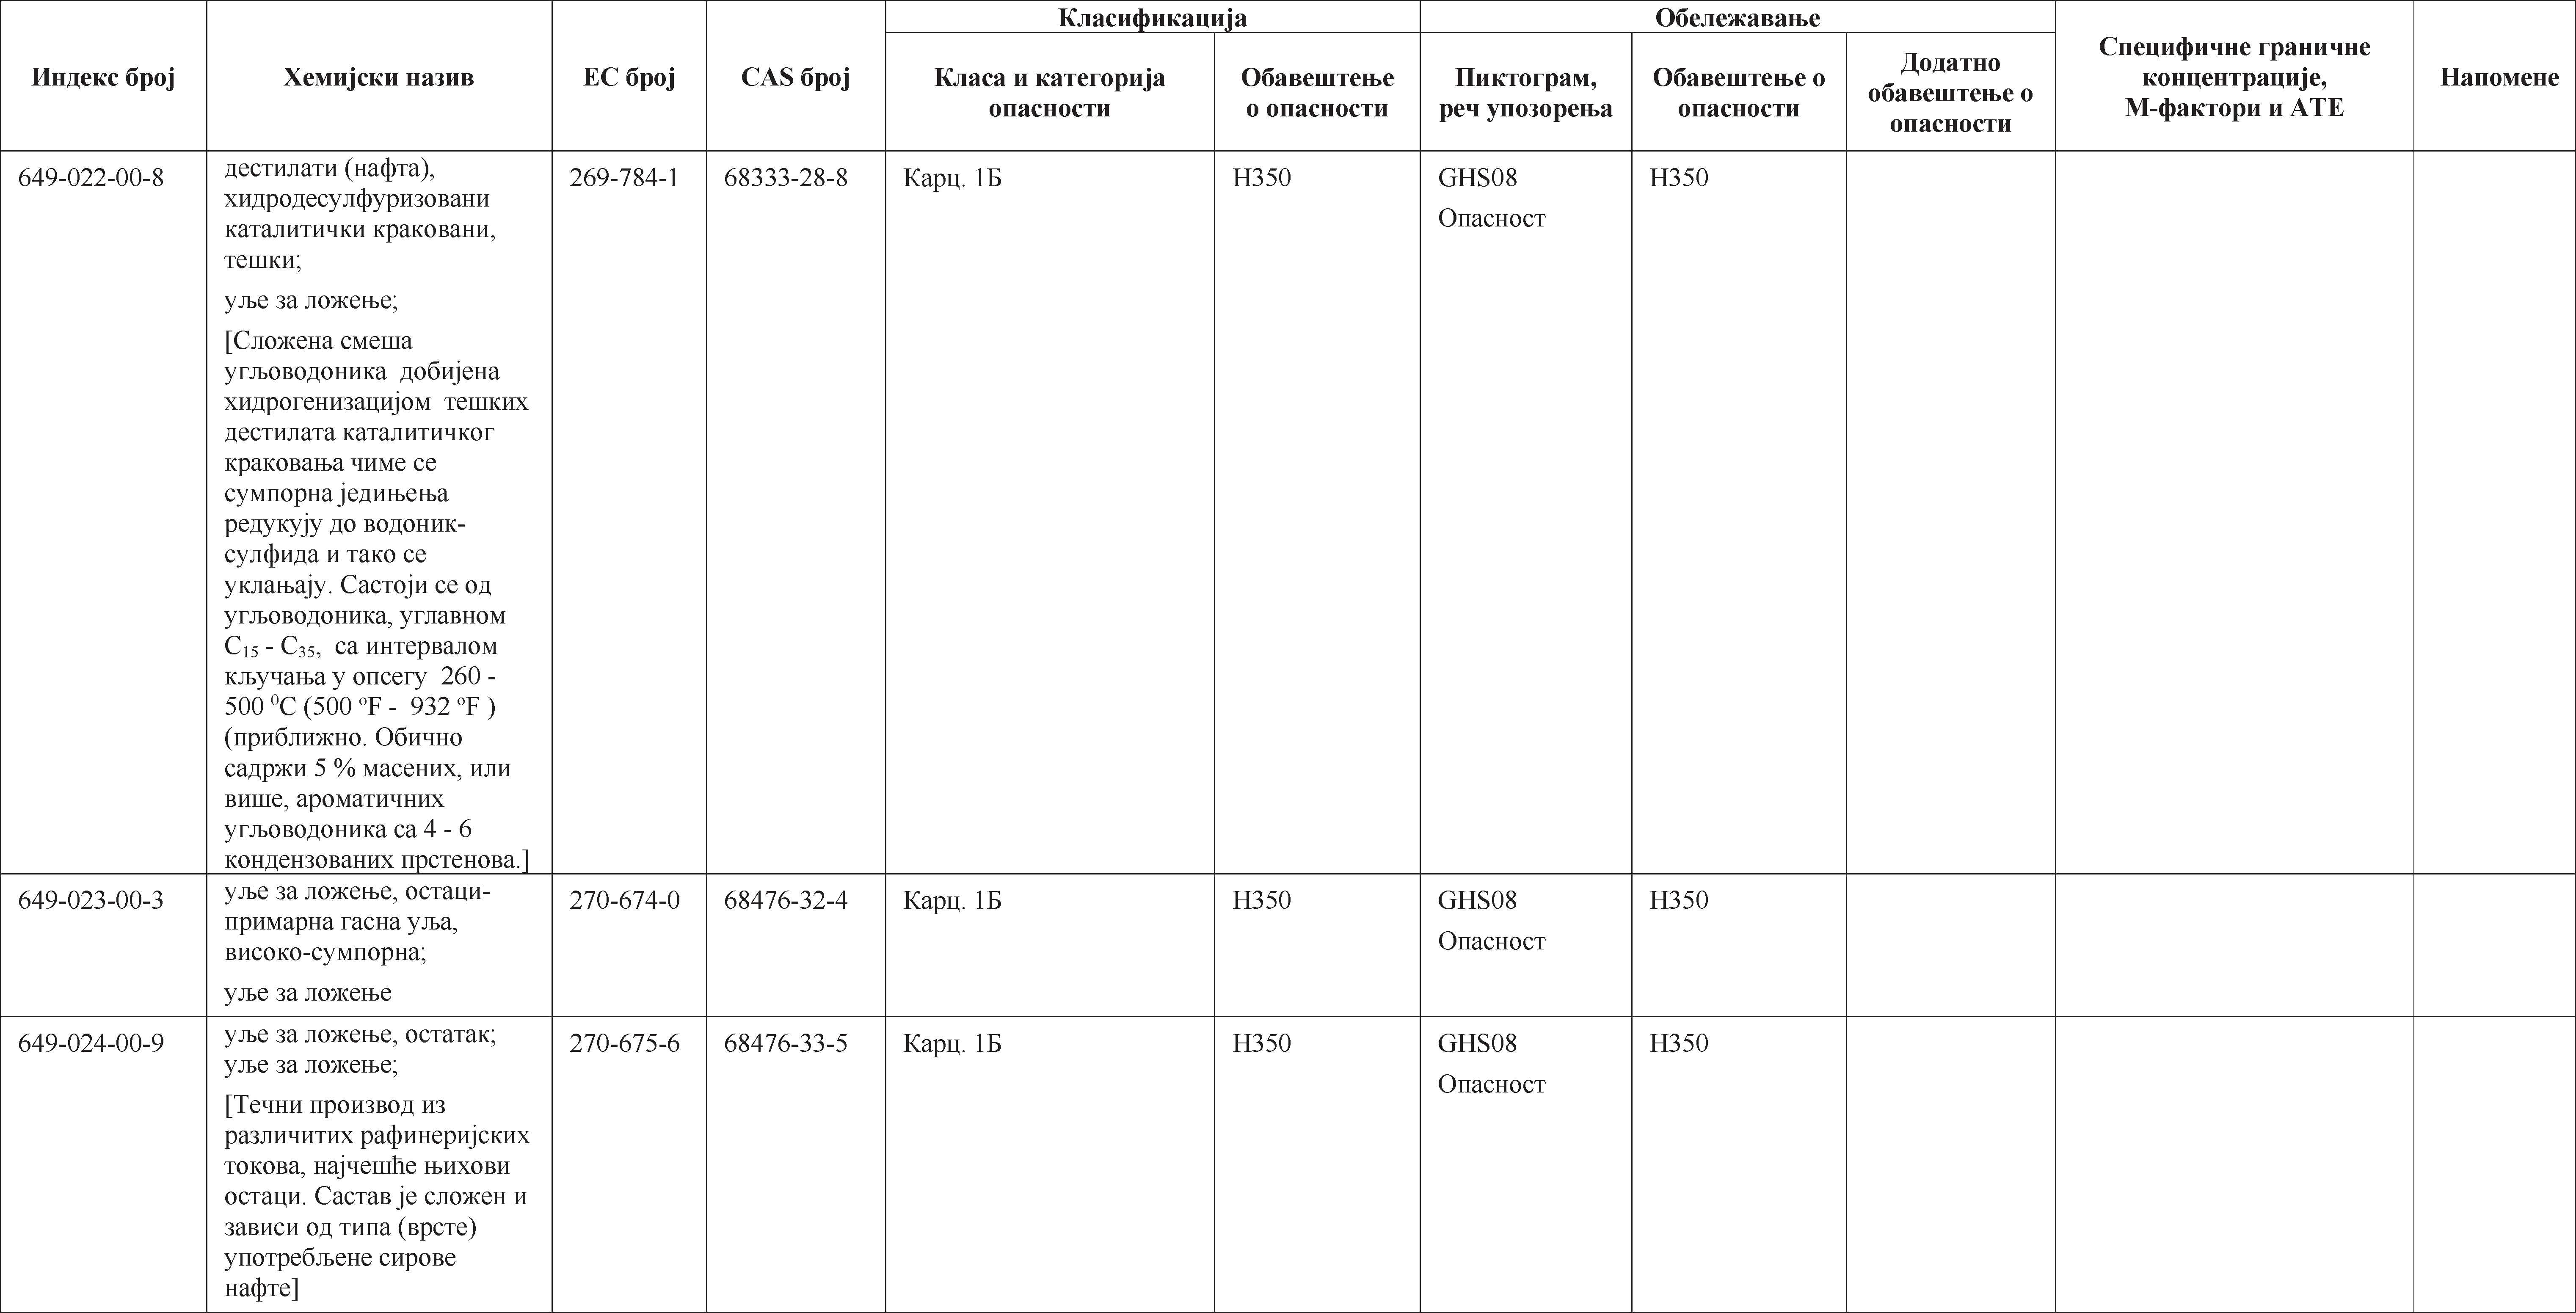 Индекс број
Хемијски назив
ЕС број
CAS број
Класификација
Обележавање
Класа и категорија
опасности
Обавештење
о опасности
Пиктограм,
реч упозорења
Обавештење о
опасности
Додатно
обавештење о
опасности
Специфичне граничне
концентрације,
М-фактори и АТЕ
Напомене
649-022-00-8
дестилати (нафта),
хидродесулфуризовани
каталитички краковани,
тешки;
уље за ложење;
[Сложена смеша
угљоводоника добијена
хидрогенизацијом тешких
дестилата каталитичког
краковања чиме се
сумпорна једињења
редукују до водоник-
сулфида и тако се
уклањају. Састоји се од
угљоводоника, углавном
C₁₅ - C₃₅, са интервалом
кључања у опсегу 260 -
500 ⁰C (500 ºF - 932 ºF )
(приближно. Обично
садржи 5 % масених, или
више, ароматичних
угљоводоника са 4 - 6
кондензованих прстенова.]
269-784-1
68333-28-8
Карц. 1Б
H350
GHS08
Опасност
H350
649-023-00-3
уље за ложење, остаци-
примарна гасна уља,
високо-сумпорна;
уље за ложење
270-674-0
68476-32-4
Карц. 1Б
H350
GHS08
Опасност
H350
649-024-00-9
уље за ложење, остатак;
уље за ложење;
[Течни производ из
различитих рафинеријских
токова, најчешће њихови
остаци. Састав је сложен и
зависи од типа (врсте)
употребљене сирове
нафте]
270-675-6
68476-33-5
Карц. 1Б
H350
GHS08
Опасност
H350